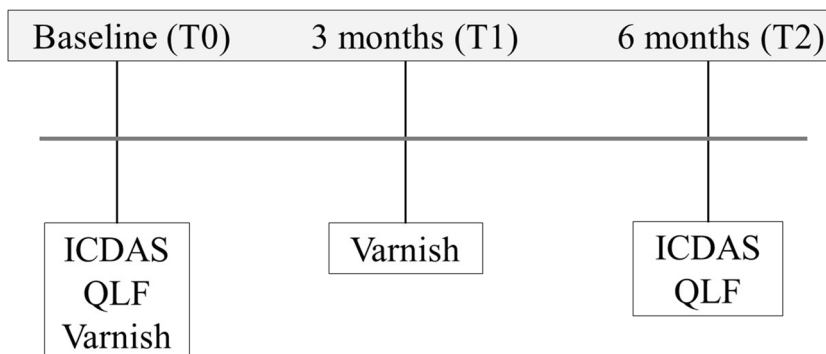 Baseline (T0) 3 months (T1) 6 months (T2)
ICDAS
QLF
Varnish
Varnish
ICDAS
QLF